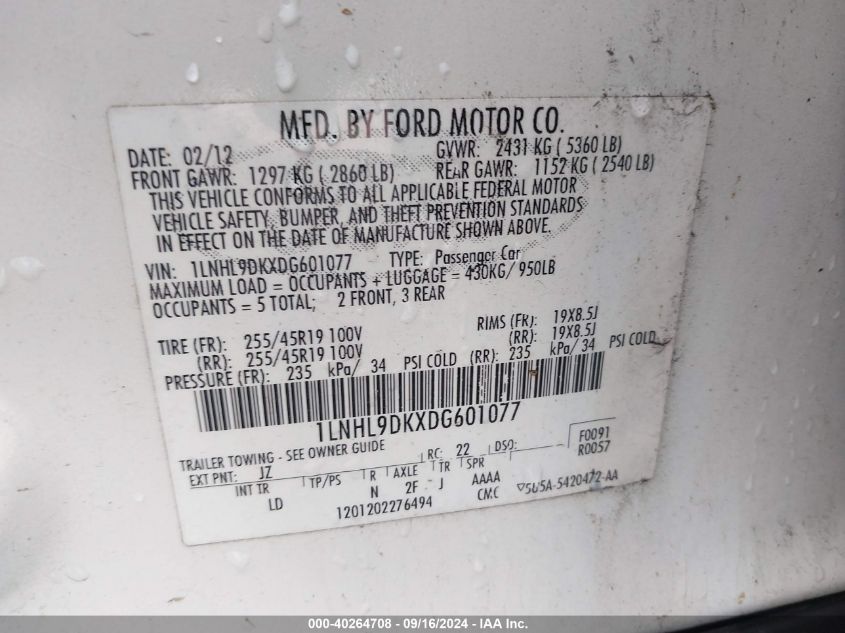 MFD. BY FORD MOTOR CO.
DATE: 02/12 GVWR: 2431 KG ( 5360 LB)
FRONT GAWR: 1297 KG ( 2860 LB) REAR GAWR: 1152 KG ( 2540 LB)
THIS VEHICLE CONFORMS TO ALL APPLICABLE FEDERAL MOTOR
VEHICLE SAFETY, BUMPER, AND THEFT PREVENTION STANDARDS
IN EFFECT ON THE DATE OF MANUFACTURE SHOWN ABOVE.
VIN: 1LNHL9DKXDG601077 TYPE: Passenger Car
MAXIMUM LOAD = OCCUPANTS + LUGGAGE = 430KG/ 950LB
OCCUPANTS = 5 TOTAL; 2 FRONT, 3 REAR
TIRE (FR): 255/45R19 100V RIMS (FR): 19X8.5J
(RR): 255/45R19 100V (RR): 19X8.5J
PRESSURE (FR): 235 kPa/ 34 PSI COLD (RR): 235 kPa/ 34 PSI COLD
1LNHL9DKXDG601077
TRAILER TOWING - SEE OWNER GUIDE RC: 22 DSO: F0091
EXT PNT: JZ R0057
INT TR TP/PS R AXLE TR SPR
LD N 2F J AAAA
1201202276494 CMC 5U5A-5420472-AA
000-40264708 - 09/16/2024 - IAA Inc.